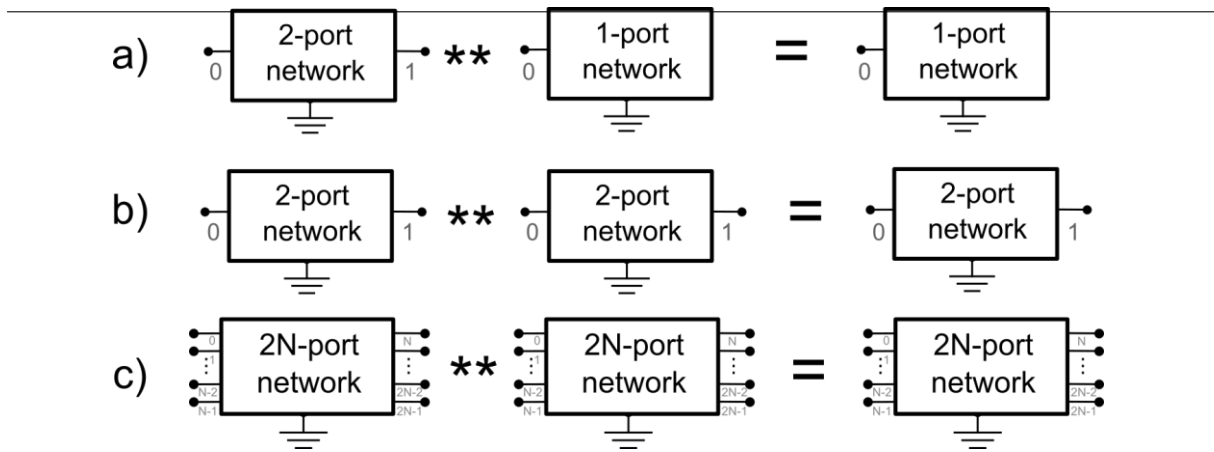 a) 2-port network 0 1 ** 1-port network 0 = 1-port network 0
b) 2-port network 0 1 ** 2-port network 0 1 = 2-port network 0 1
c) 2N-port network 0 1 ⋮ N-2 N-1 N ⋮ 2N-2 2N-1 ** 2N-port network 0 1 ⋮ N-2 N-1 N ⋮ 2N-2 2N-1 = 2N-port network 0 1 ⋮ N-2 N-1 N ⋮ 2N-2 2N-1